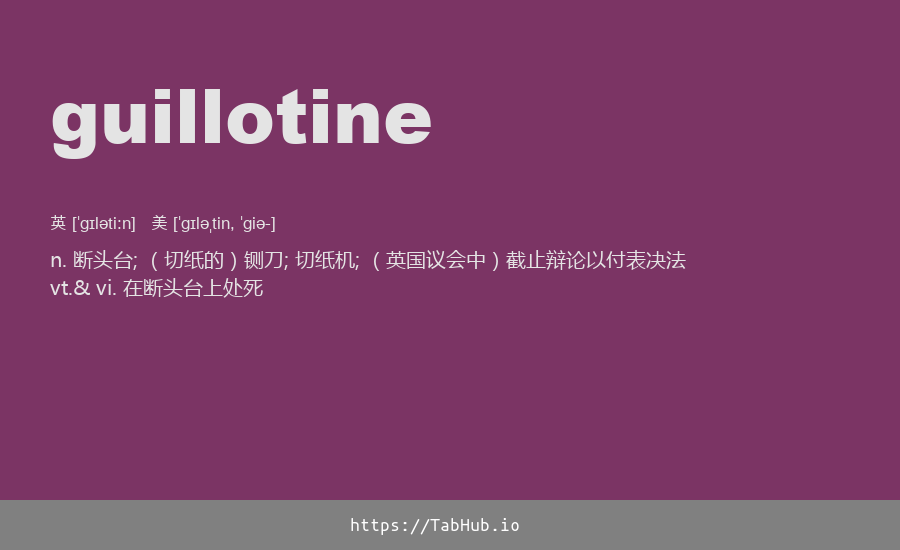 guillotine
英 [ˈɡɪlətiːn] 美 [ˈɡɪləˌtin, ˈɡiə-]
n. 断头台; （切纸的）铡刀; 切纸机; （英国议会中）截止辩论以付表决法
vt.& vi. 在断头台上处死
https://TabHub.io